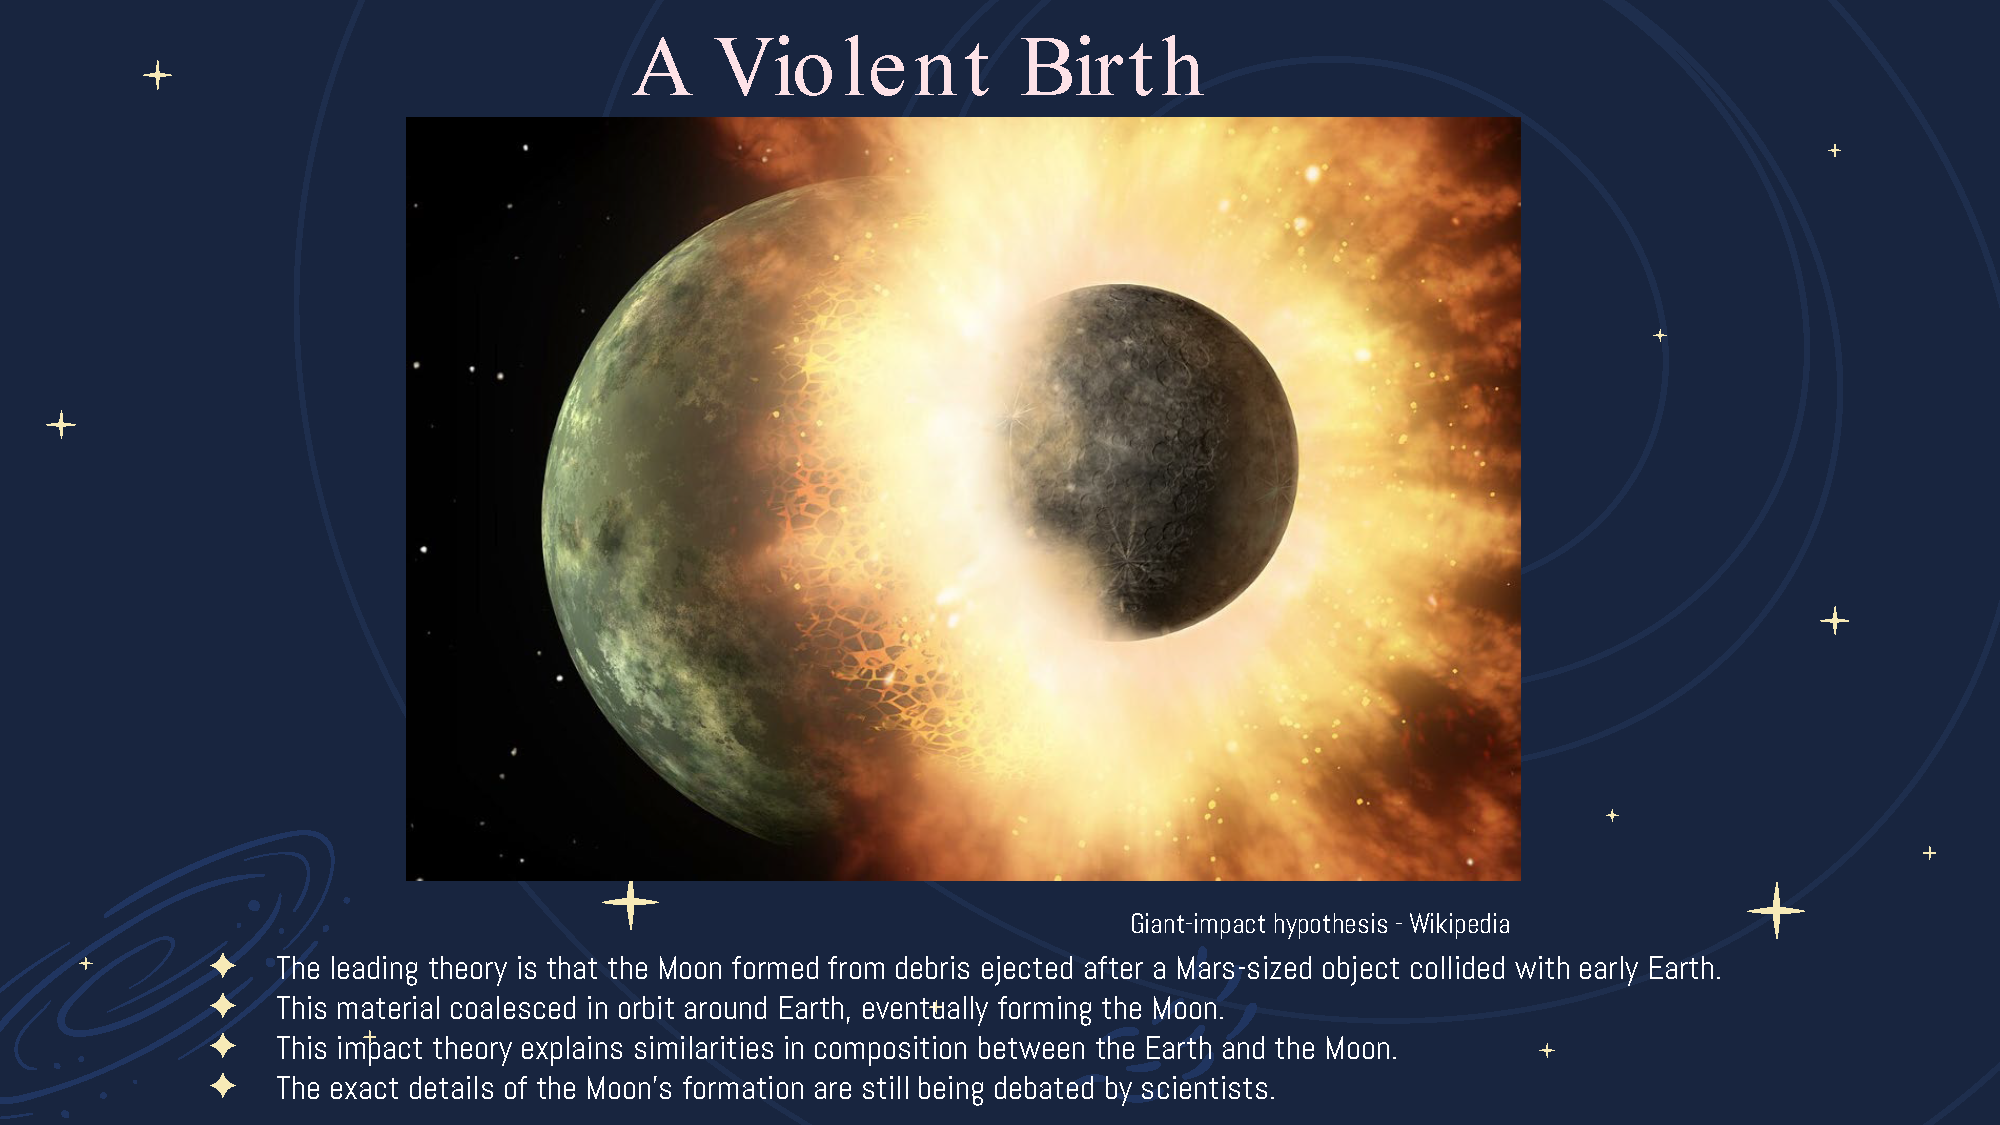 A Violent Birth
Giant-impact hypothesis - Wikipedia
The leading theory is that the Moon formed from debris ejected after a Mars-sized object collided with early Earth.
This material coalesced in orbit around Earth, eventually forming the Moon.
This impact theory explains similarities in composition between the Earth and the Moon.
The exact details of the Moon's formation are still being debated by scientists.